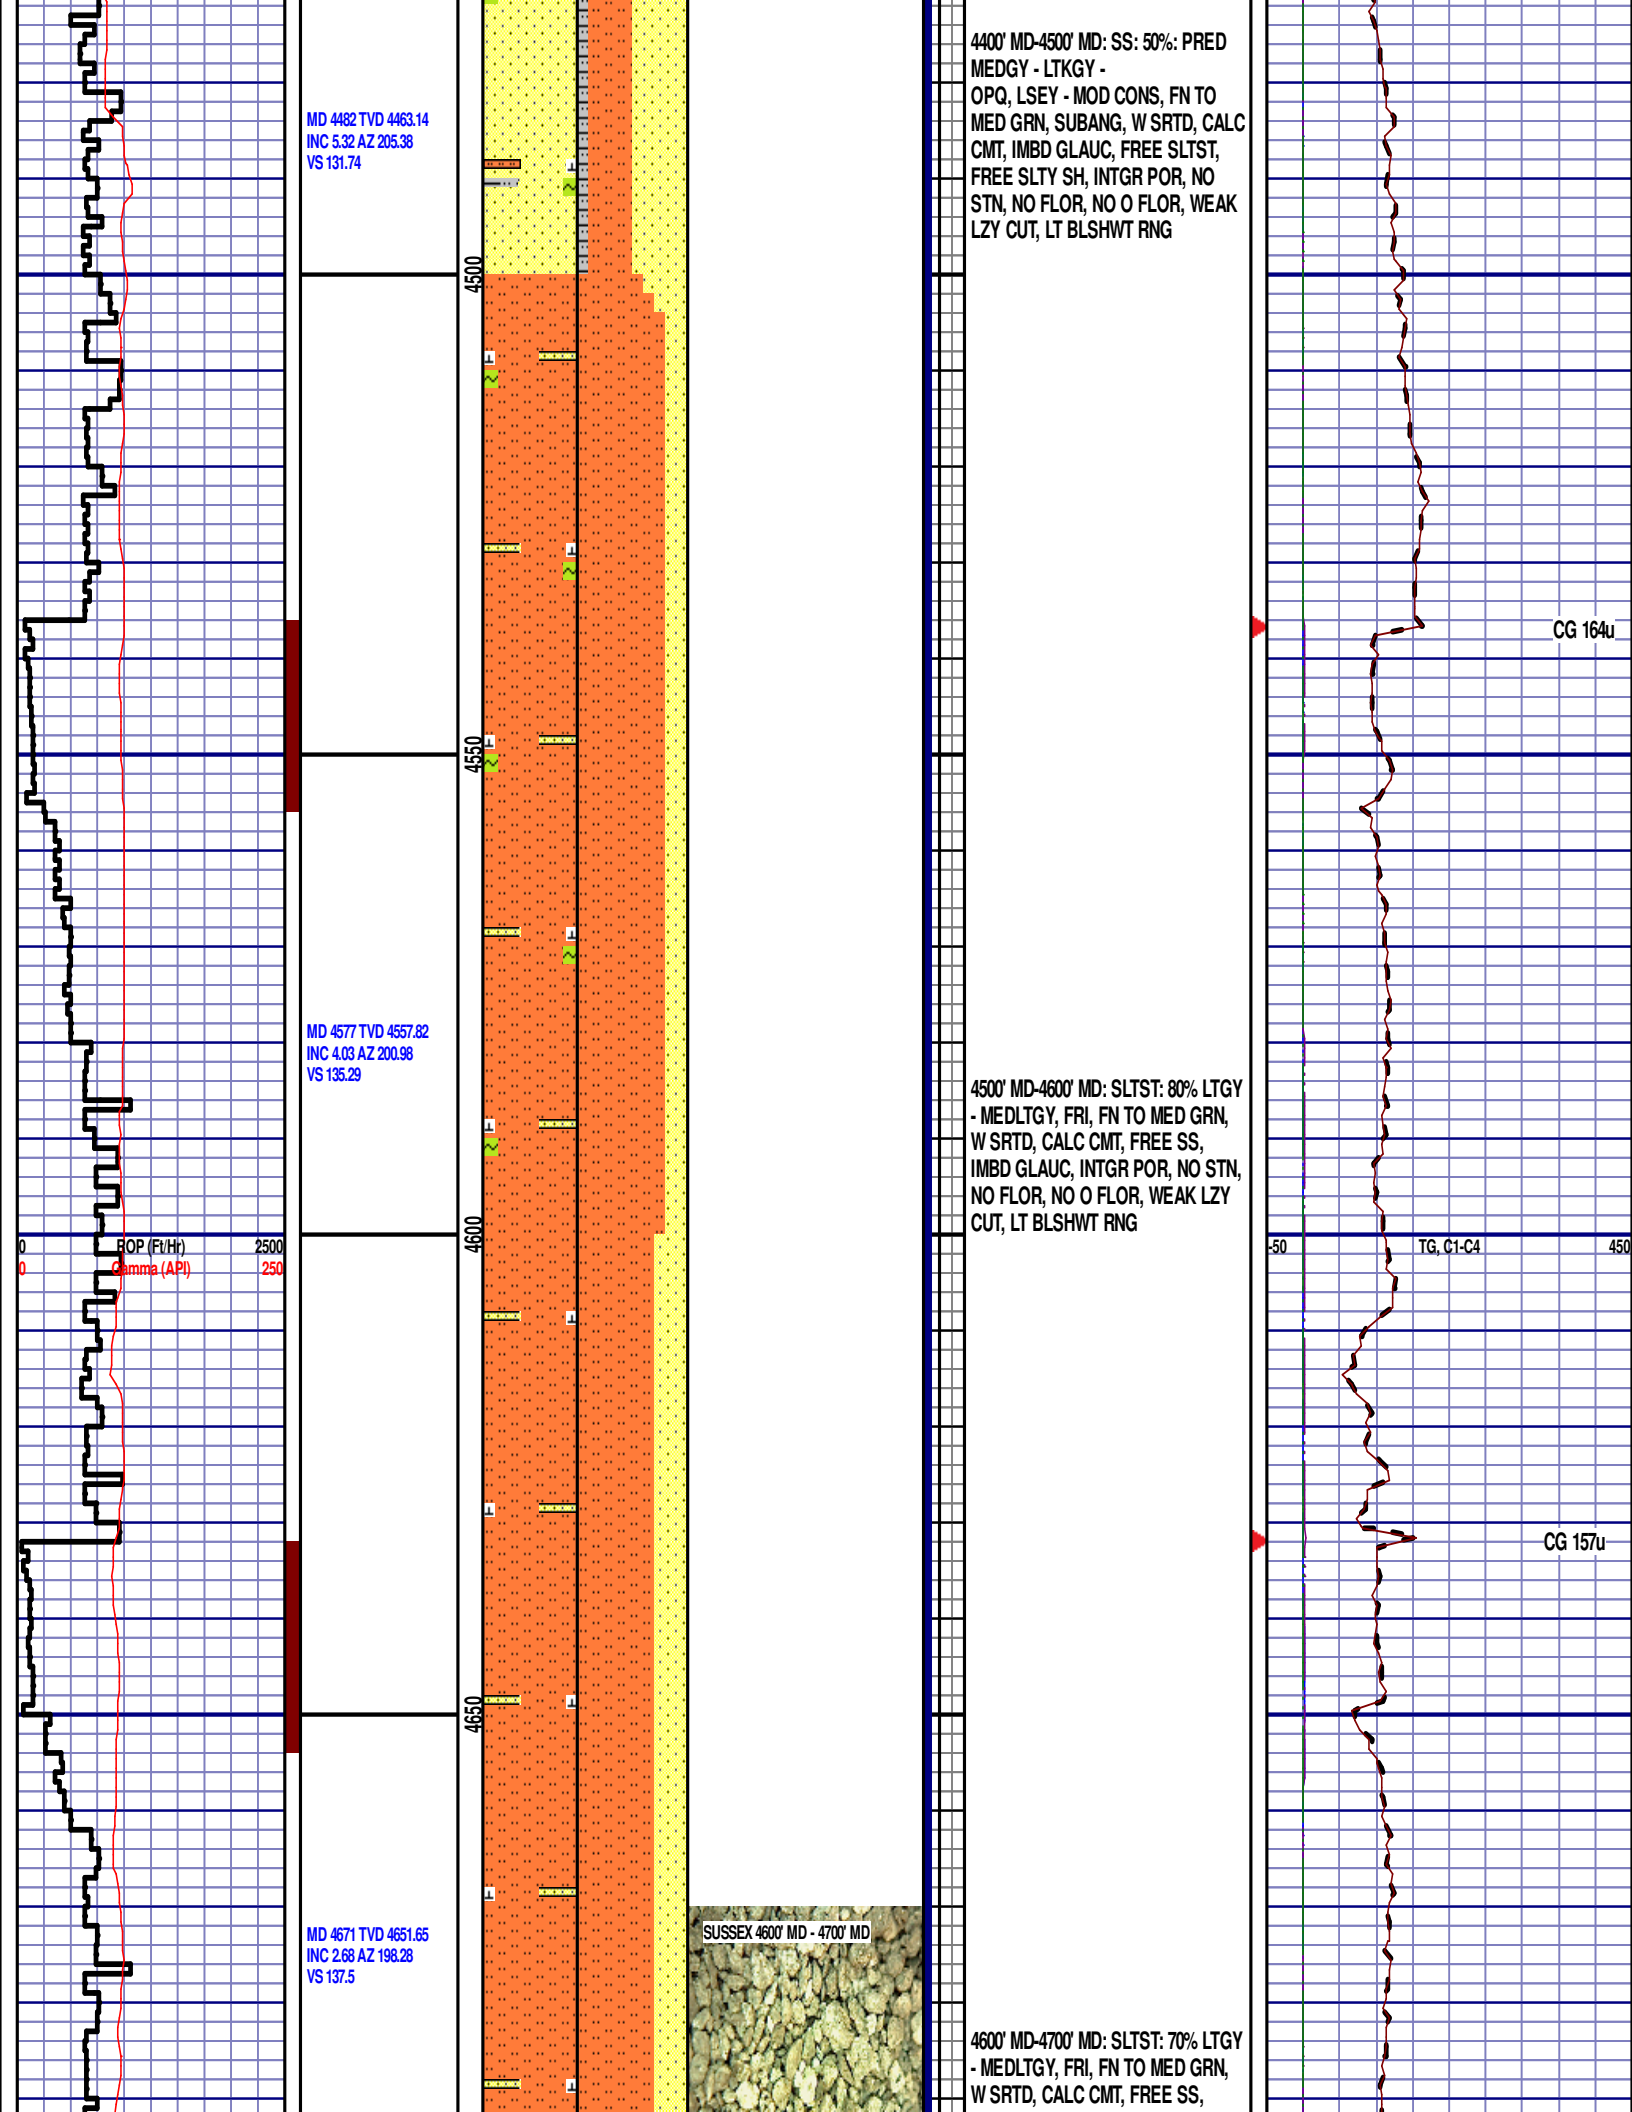 4400' MD-4500' MD: SS: 50%: PRED
MEDGY - LTKGY -
OPQ, LSEY - MOD CONS, FN TO
MED GRN, SUBANG, W SRTD, CALC
CMT, IMBD GLAUC, FREE SLTST,
FREE SLTY SH, INTGR POR, NO
STN, NO FLOR, NO O FLOR, WEAK
LZY CUT, LT BLSHWT RNG
MD 4482 TVD 4463.14
INC 5.32 AZ 205.38
VS 131.74
4500
CG 164u
4550
MD 4577 TVD 4557.82
INC 4.03 AZ 200.98
VS 135.29
4500' MD-4600' MD: SLTST: 80% LTGY
- MEDLTGY, FRI, FN TO MED GRN,
W SRTD, CALC CMT, FREE SS,
IMBD GLAUC, INTGR POR, NO STN,
NO FLOR, NO O FLOR, WEAK LZY
CUT, LT BLSHWT RNG
4600
0 ROP (Ft/Hr) 2500
0 Gamma (API) 250
-50 TG, C1-C4 450
CG 157u
4650
SUSSEX 4600' MD - 4700' MD
MD 4671 TVD 4651.65
INC 2.68 AZ 198.28
VS 137.5
4600' MD-4700' MD: SLTST: 70% LTGY
- MEDLTGY, FRI, FN TO MED GRN,
W SRTD, CALC CMT, FREE SS,